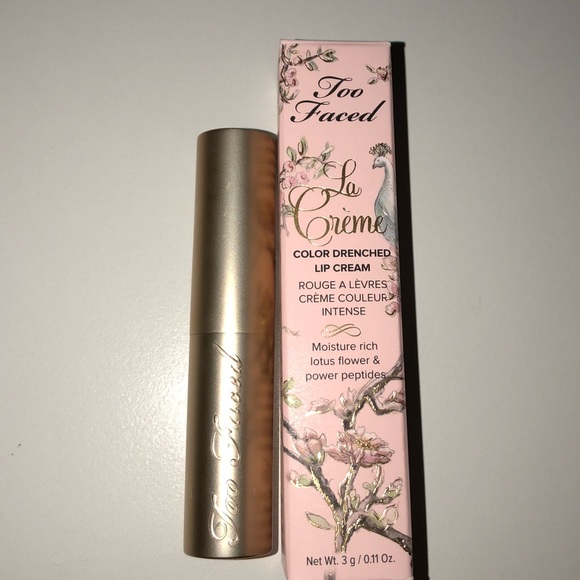 Too
Faced
La
Crème
COLOR DRENCHED
LIP CREAM
ROUGE A LÈVRES
CRÈME COULEUR
INTENSE
Moisture rich
lotus flower &
power peptides
Net Wt. 3 g / 0.11 Oz.
Too Faced